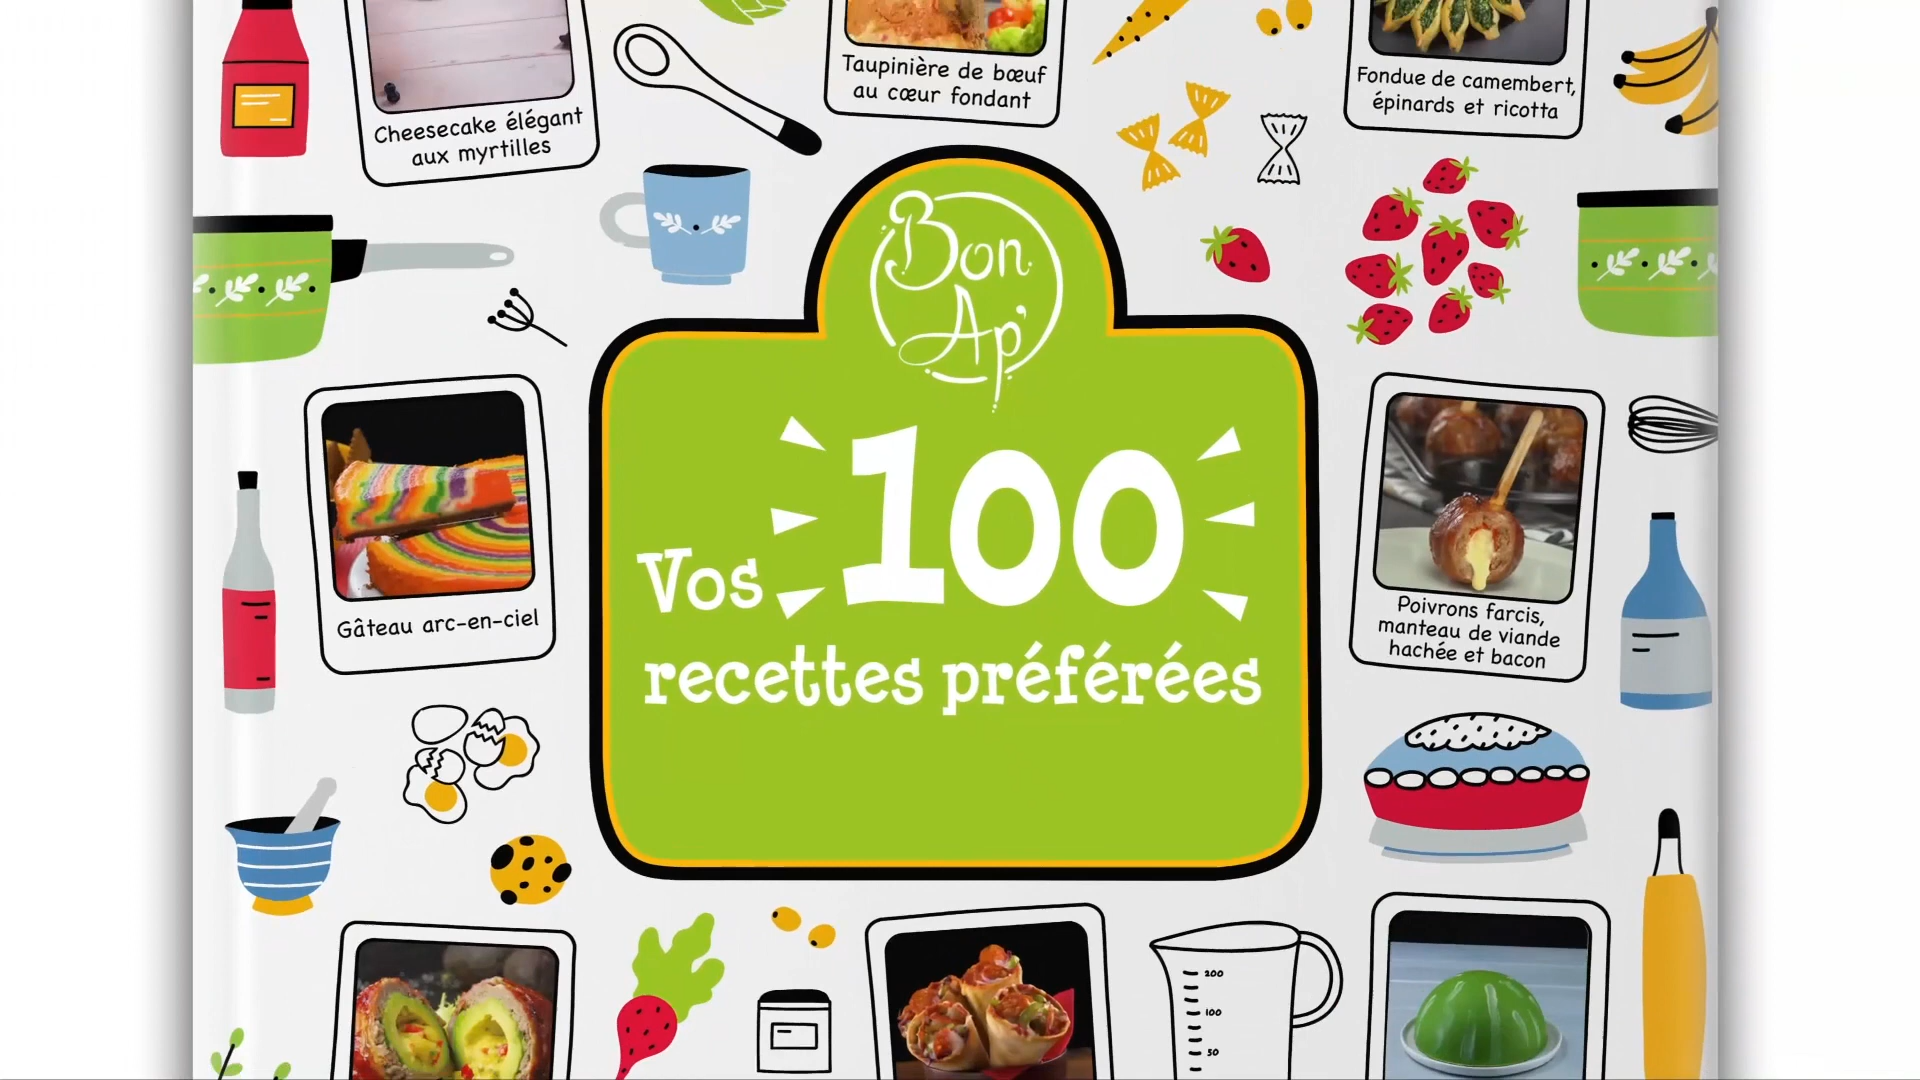 Cheesecake élégant
aux myrtilles
Taupinière de bœuf
au cœur fondant
Fondue de camembert,
épinards et ricotta
Bon
Ap'
Vos 100
recettes préférées
Gâteau arc-en-ciel
Poivrons farcis,
manteau de viande
hachée et bacon
200
100
50